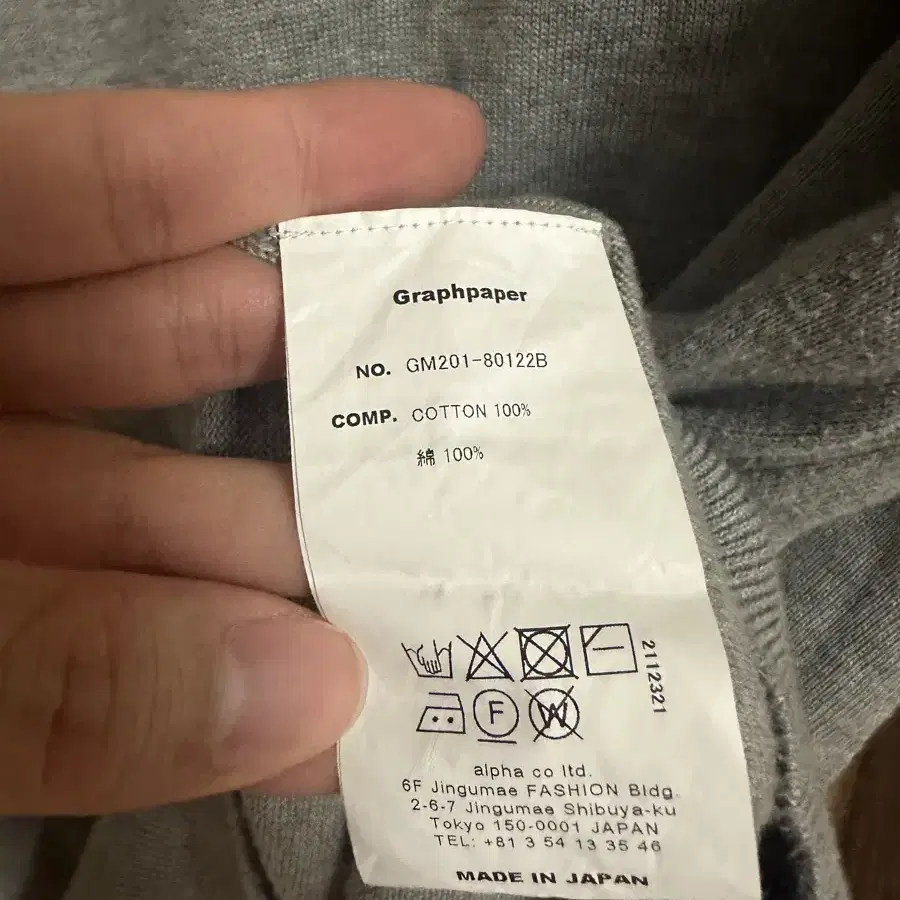 Graphpaper
NO. GM201-80122B
COMP. COTTON 100%
綿 100%
2112321
F
W
alpha co ltd.
6F Jingumae FASHION Bldg.
2-6-7 Jingumae Shibuya-ku
Tokyo 150-0001 JAPAN
TEL: +81 3 54 13 35 46
MADE IN JAPAN